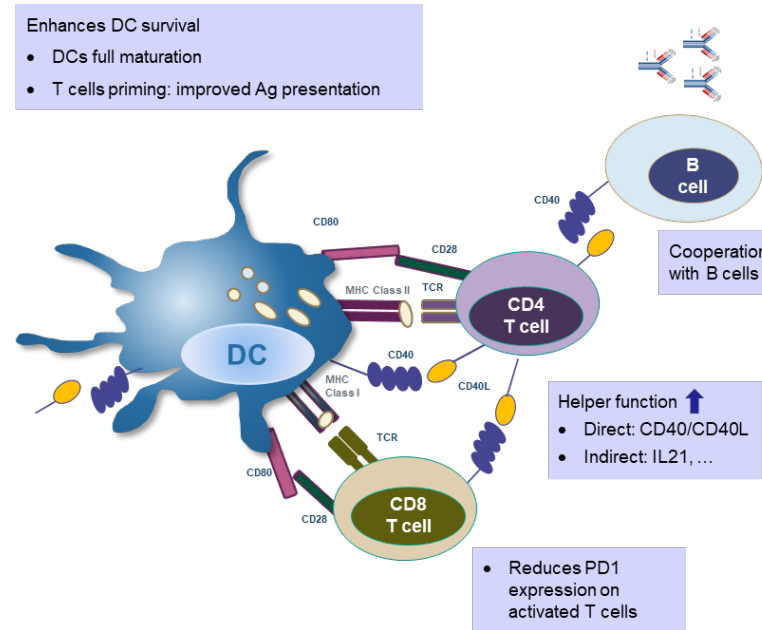 Enhances DC survival
• DCs full maturation
• T cells priming: improved Ag presentation
B
cell
CD40
CD80
CD28
Cooperation
with B cells
MHC Class II
TCR
CD4
T cell
DC
CD40
MHC
Class I
CD40L
Helper function
• Direct: CD40/CD40L
• Indirect: IL21, ...
TCR
CD80
CD28
CD8
T cell
• Reduces PD1
expression on
activated T cells